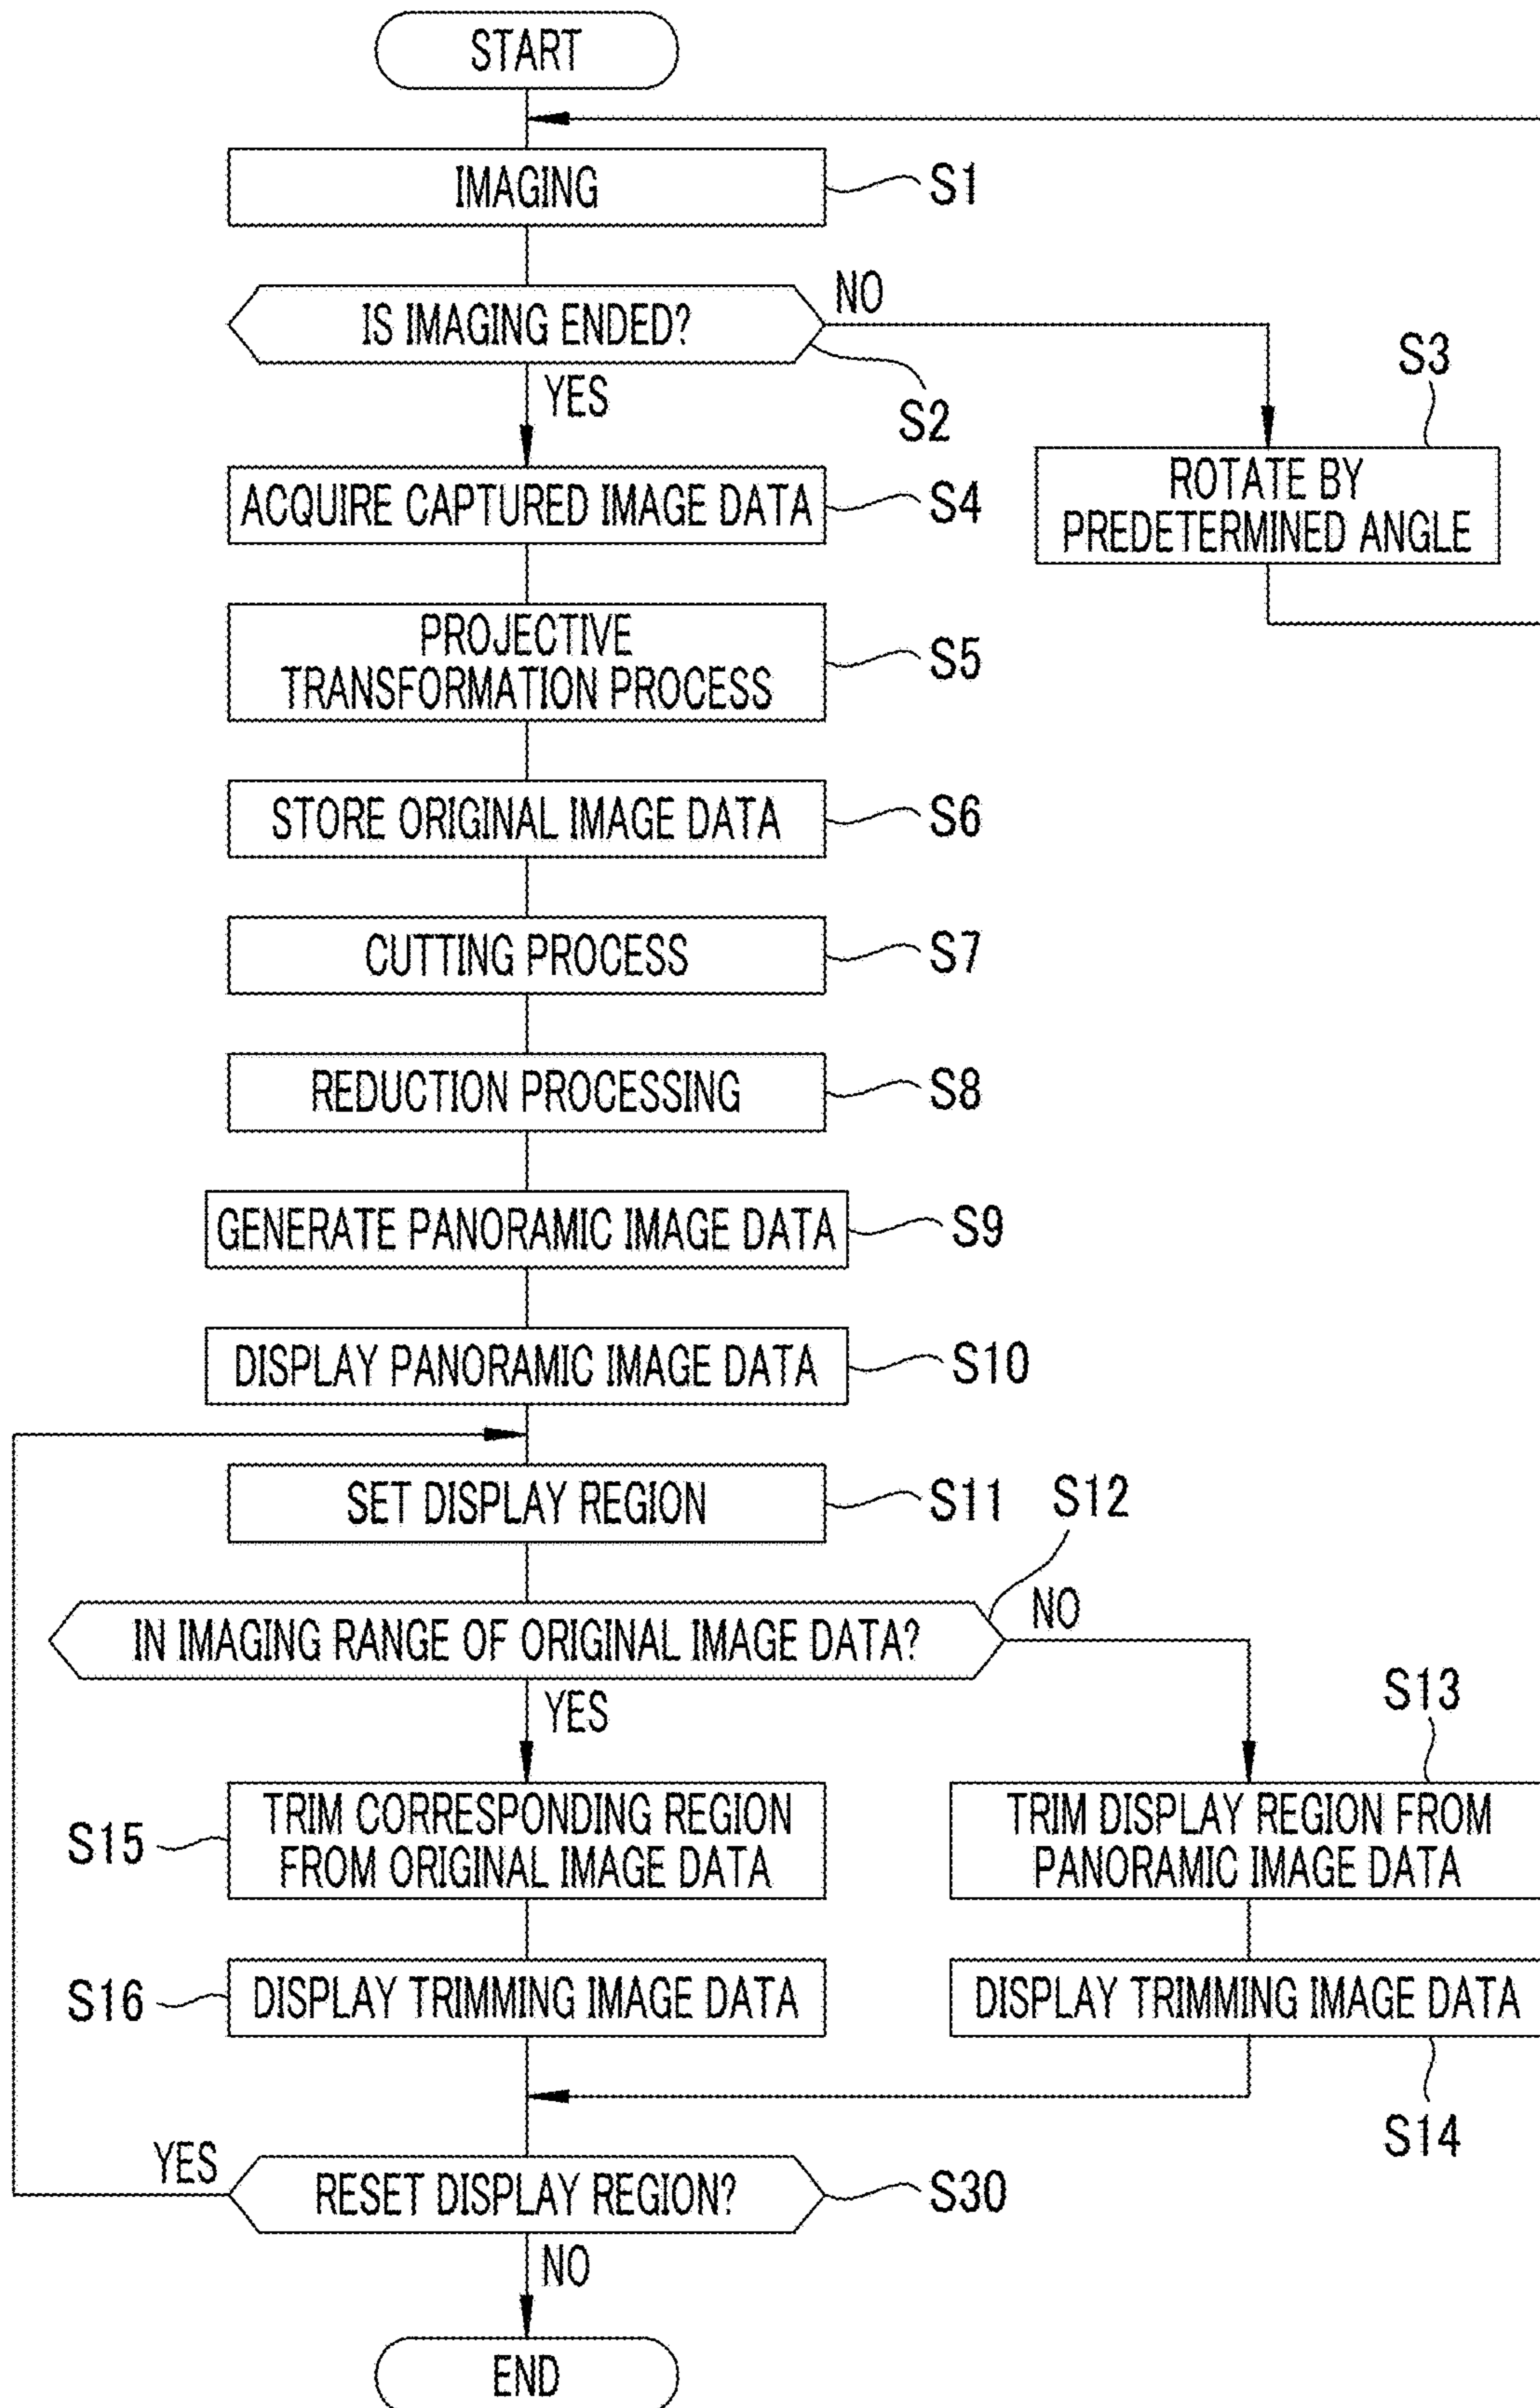 START
IMAGING
S1
IS IMAGING ENDED?
NO
S2
YES
S3
ROTATE BY
PREDETERMINED ANGLE
ACQUIRE CAPTURED IMAGE DATA
S4
PROJECTIVE
TRANSFORMATION PROCESS
S5
STORE ORIGINAL IMAGE DATA
S6
CUTTING PROCESS
S7
REDUCTION PROCESSING
S8
GENERATE PANORAMIC IMAGE DATA
S9
DISPLAY PANORAMIC IMAGE DATA
S10
SET DISPLAY REGION
S11
S12
IN IMAGING RANGE OF ORIGINAL IMAGE DATA?
NO
YES
S13
S15
TRIM CORRESPONDING REGION
FROM ORIGINAL IMAGE DATA
TRIM DISPLAY REGION FROM
PANORAMIC IMAGE DATA
S16
DISPLAY TRIMMING IMAGE DATA
DISPLAY TRIMMING IMAGE DATA
S14
YES
RESET DISPLAY REGION?
S30
NO
END